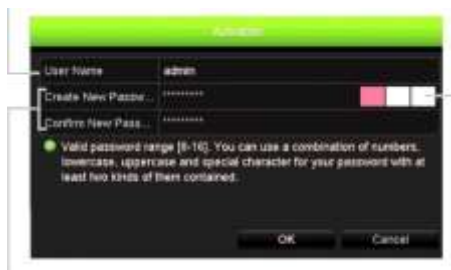 Activation
User Name admin
Create New Passw... ********
Confirm New Pass... ********
Valid password range [8-16]. You can use a combination of numbers,
lowercase, uppercase and special character for your password with at
least two kinds of them contained.
OK Cancel